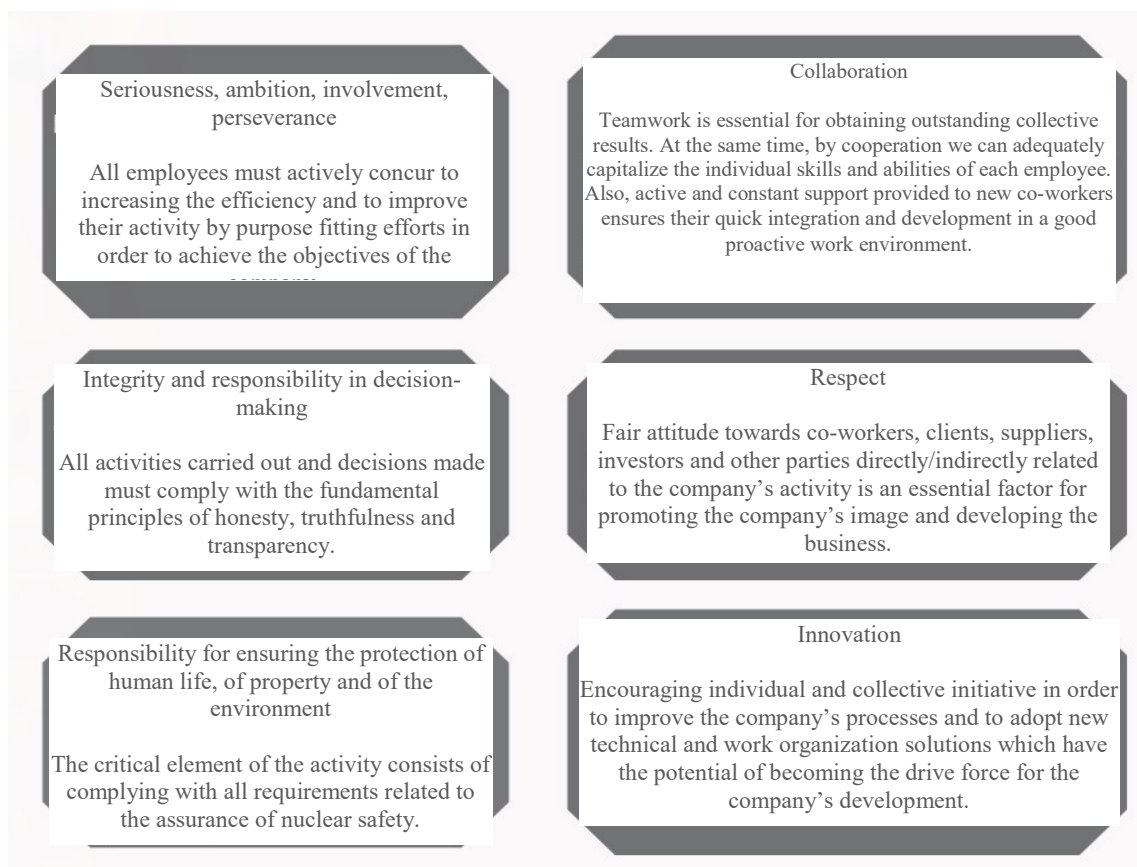 Seriousness, ambition, involvement,
perseverance
All employees must actively concur to
increasing the efficiency and to improve
their activity by purpose fitting efforts in
order to achieve the objectives of the
Collaboration
Teamwork is essential for obtaining outstanding collective
results. At the same time, by cooperation we can adequately
capitalize the individual skills and abilities of each employee.
Also, active and constant support provided to new co-workers
ensures their quick integration and development in a good
proactive work environment.
Integrity and responsibility in decision-
making
All activities carried out and decisions made
must comply with the fundamental
principles of honesty, truthfulness and
transparency.
Respect
Fair attitude towards co-workers, clients, suppliers,
investors and other parties directly/indirectly related
to the company’s activity is an essential factor for
promoting the company’s image and developing the
business.
Responsibility for ensuring the protection of
human life, of property and of the
environment
The critical element of the activity consists of
complying with all requirements related to
the assurance of nuclear safety.
Innovation
Encouraging individual and collective initiative in order
to improve the company’s processes and to adopt new
technical and work organization solutions which have
the potential of becoming the drive force for the
company’s development.